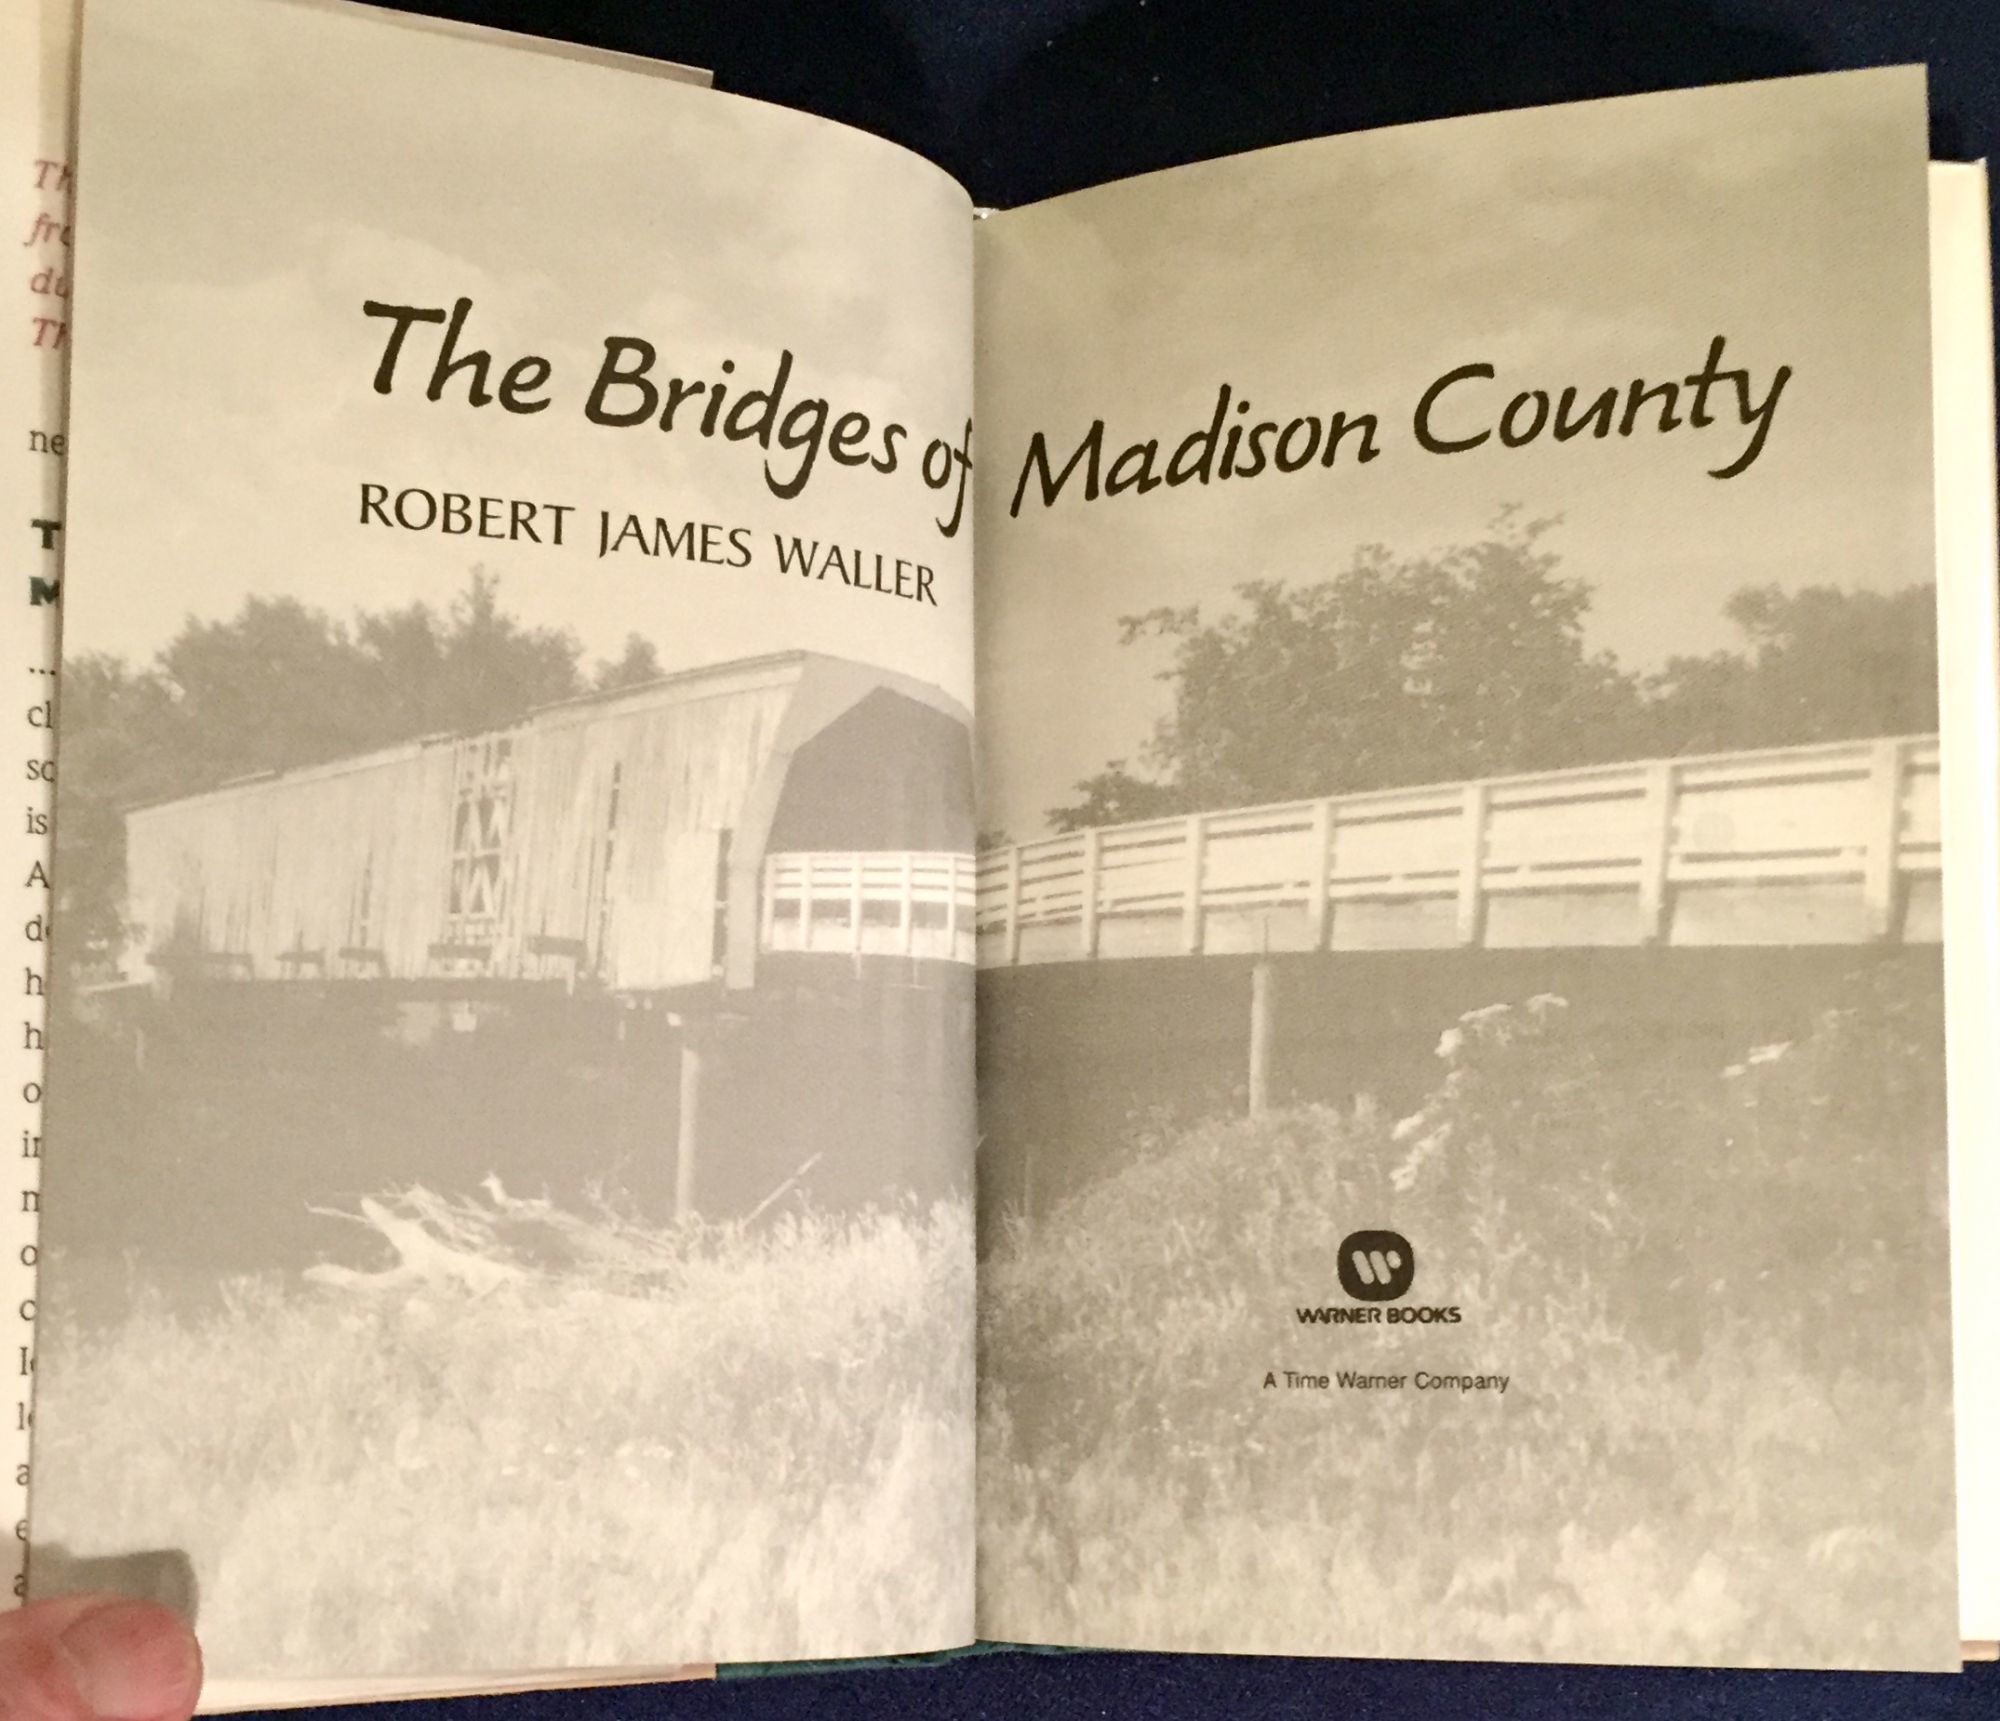 The Bridges of Madison County
ROBERT JAMES WALLER
WARNER BOOKS
A Time Warner Company